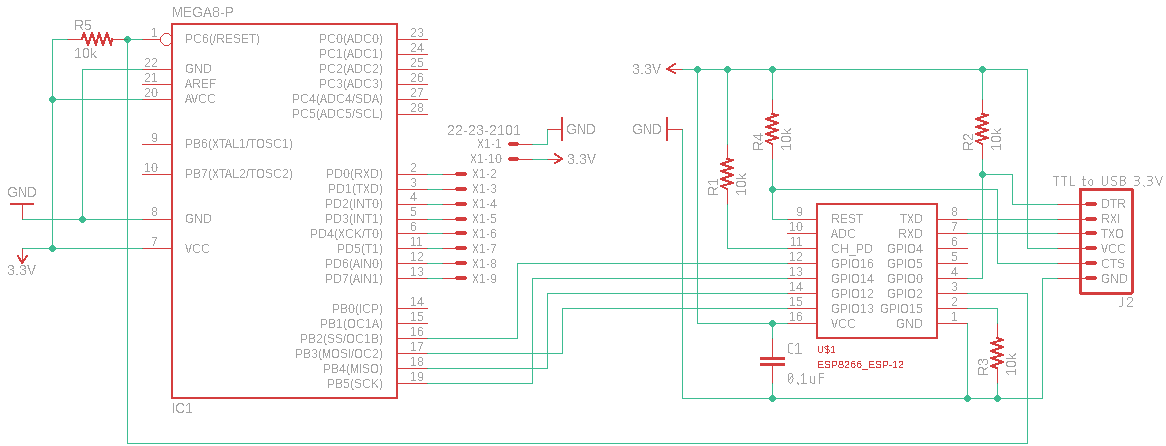 MEGA8-P
R5
10k
1
PC6(/RESET)
22
GND
21
AREF
20
AVCC
9
PB6(XTAL1/TOSC1)
10
PB7(XTAL2/TOSC2)
8
GND
7
VCC
GND
3.3V
PC0(ADC0)
23
PC1(ADC1)
24
PC2(ADC2)
25
PC3(ADC3)
26
PC4(ADC4/SDA)
27
PC5(ADC5/SCL)
28
PD0(RXD)
2
PD1(TXD)
3
PD2(INT0)
4
PD3(INT1)
5
PD4(XCK/T0)
6
PD5(T1)
11
PD6(AIN0)
12
PD7(AIN1)
13
PB0(ICP)
14
PB1(OC1A)
15
PB2(SS/OC1B)
16
PB3(MOSI/OC2)
17
PB4(MISO)
18
PB5(SCK)
19
IC1
22-23-2101
X1-1
GND
X1-10
3.3V
X1-2
X1-3
X1-4
X1-5
X1-6
X1-7
X1-8
X1-9
3.3V
GND
R4
10k
R1
10k
R2
10k
9
REST
10
ADC
11
CH_PD
12
GPIO16
13
GPIO14
14
GPIO12
15
GPIO13
16
VCC
TXD
8
RXD
7
GPIO4
6
GPIO5
5
GPIO0
4
GPIO2
3
GPIO15
2
GND
1
U$1
ESP8266_ESP-12
C1
0,1uF
R3
10k
TTL to USB 3,3V
DTR
RXI
TXO
VCC
CTS
GND
J2